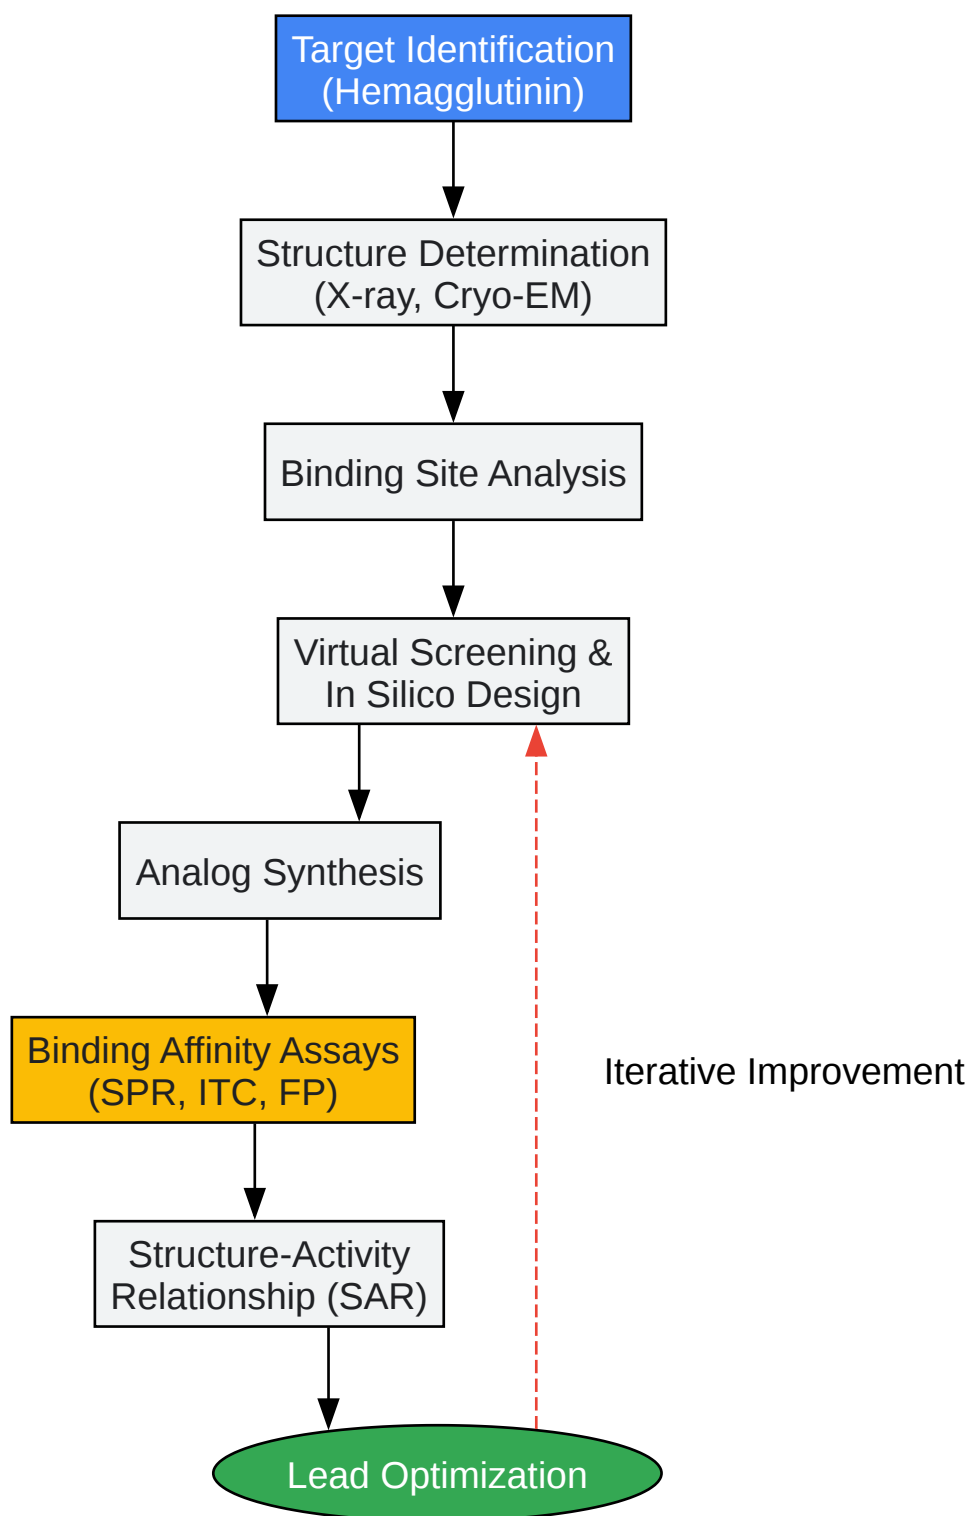 Target Identification
(Hemagglutinin)
Structure Determination
(X-ray, Cryo-EM)
Binding Site Analysis
Virtual Screening &
In Silico Design
Analog Synthesis
Binding Affinity Assays
(SPR, ITC, FP)
Iterative Improvement
Structure-Activity
Relationship (SAR)
Lead Optimization